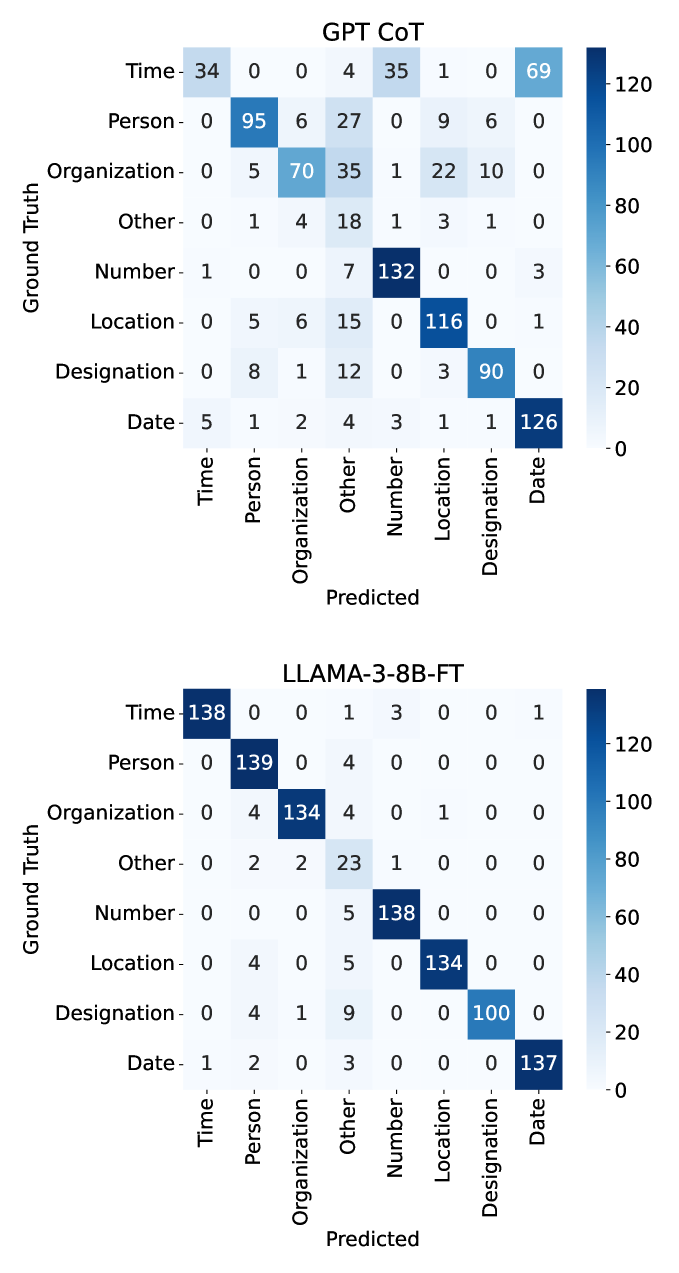 GPT CoT
Time 34 0 0 4 35 1 0 69
Person 0 95 6 27 0 9 6 0
Organization 0 5 70 35 1 22 10 0
Other 0 1 4 18 1 3 1 0
Number 1 0 0 7 132 0 0 3
Location 0 5 6 15 0 116 0 1
Designation 0 8 1 12 0 3 90 0
Date 5 1 2 4 3 1 1 126
Ground Truth
Time Person Organization Other Number Location Designation Date
Predicted
120
100
80
60
40
20
0
LLAMA-3-8B-FT
Time 138 0 0 1 3 0 0 1
Person 0 139 0 4 0 0 0 0
Organization 0 4 134 4 0 1 0 0
Other 0 2 2 23 1 0 0 0
Number 0 0 0 5 138 0 0 0
Location 0 4 0 5 0 134 0 0
Designation 0 4 1 9 0 0 100 0
Date 1 2 0 3 0 0 0 137
Ground Truth
Time Person Organization Other Number Location Designation Date
Predicted
120
100
80
60
40
20
0